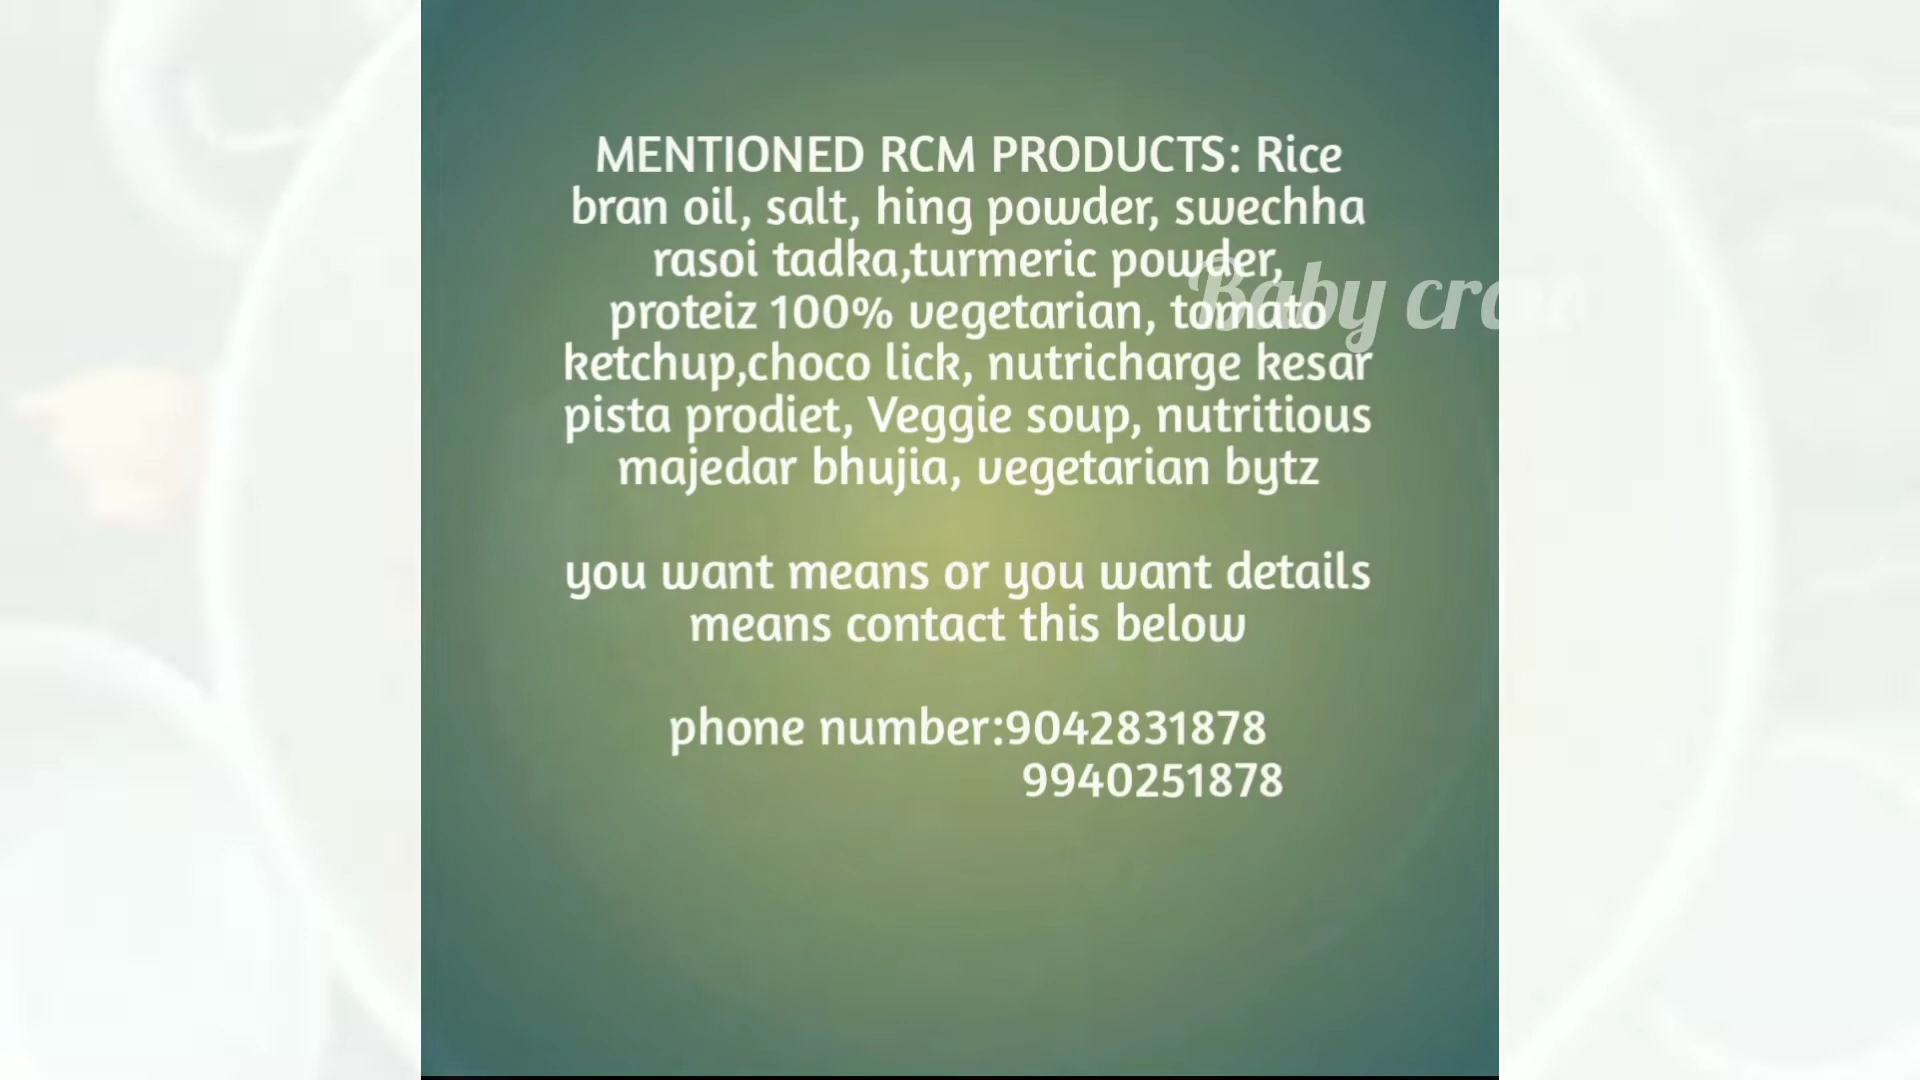 MENTIONED RCM PRODUCTS: Rice
bran oil, salt, hing powder, swechha
rasoi tadka,turmeric powder,
proteiz 100% vegetarian, tomato
ketchup,choco lick, nutricharge kesar
pista prodiet, Veggie soup, nutritious
majedar bhujia, vegetarian bytz
you want means or you want details
means contact this below
phone number:9042831878
9940251878
Baby